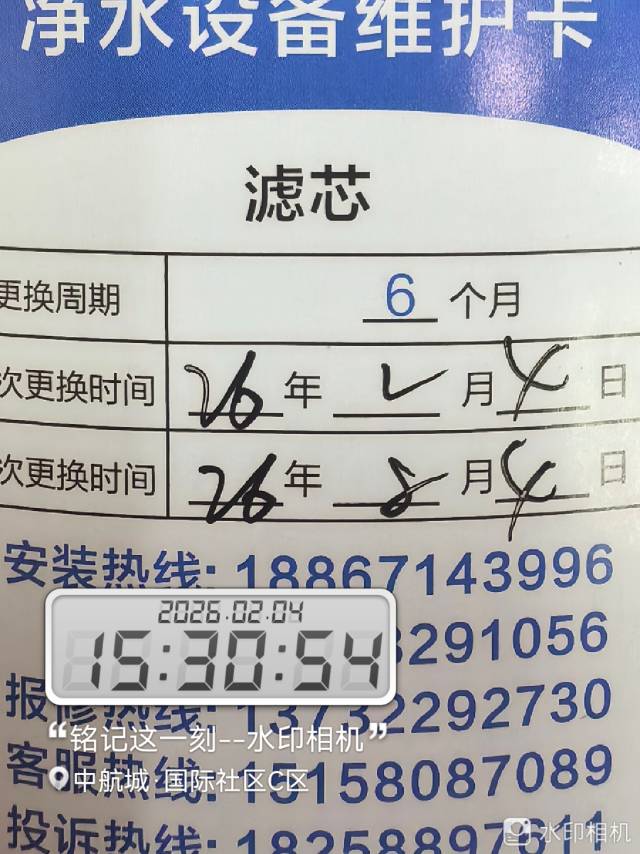 净水设备维护卡
滤芯
更换周期 6 个月
次更换时间 26 年 月 日
次更换时间 26 年 8 月 日
安装热线: 18867143996
3291056
报修热线: 13732292730
客服热线: 15158087089
投诉热线: 18258897611
2026.02.04
15:30:54
“铭记这一刻--水印相机”
中航城·国际社区C区
水印相机